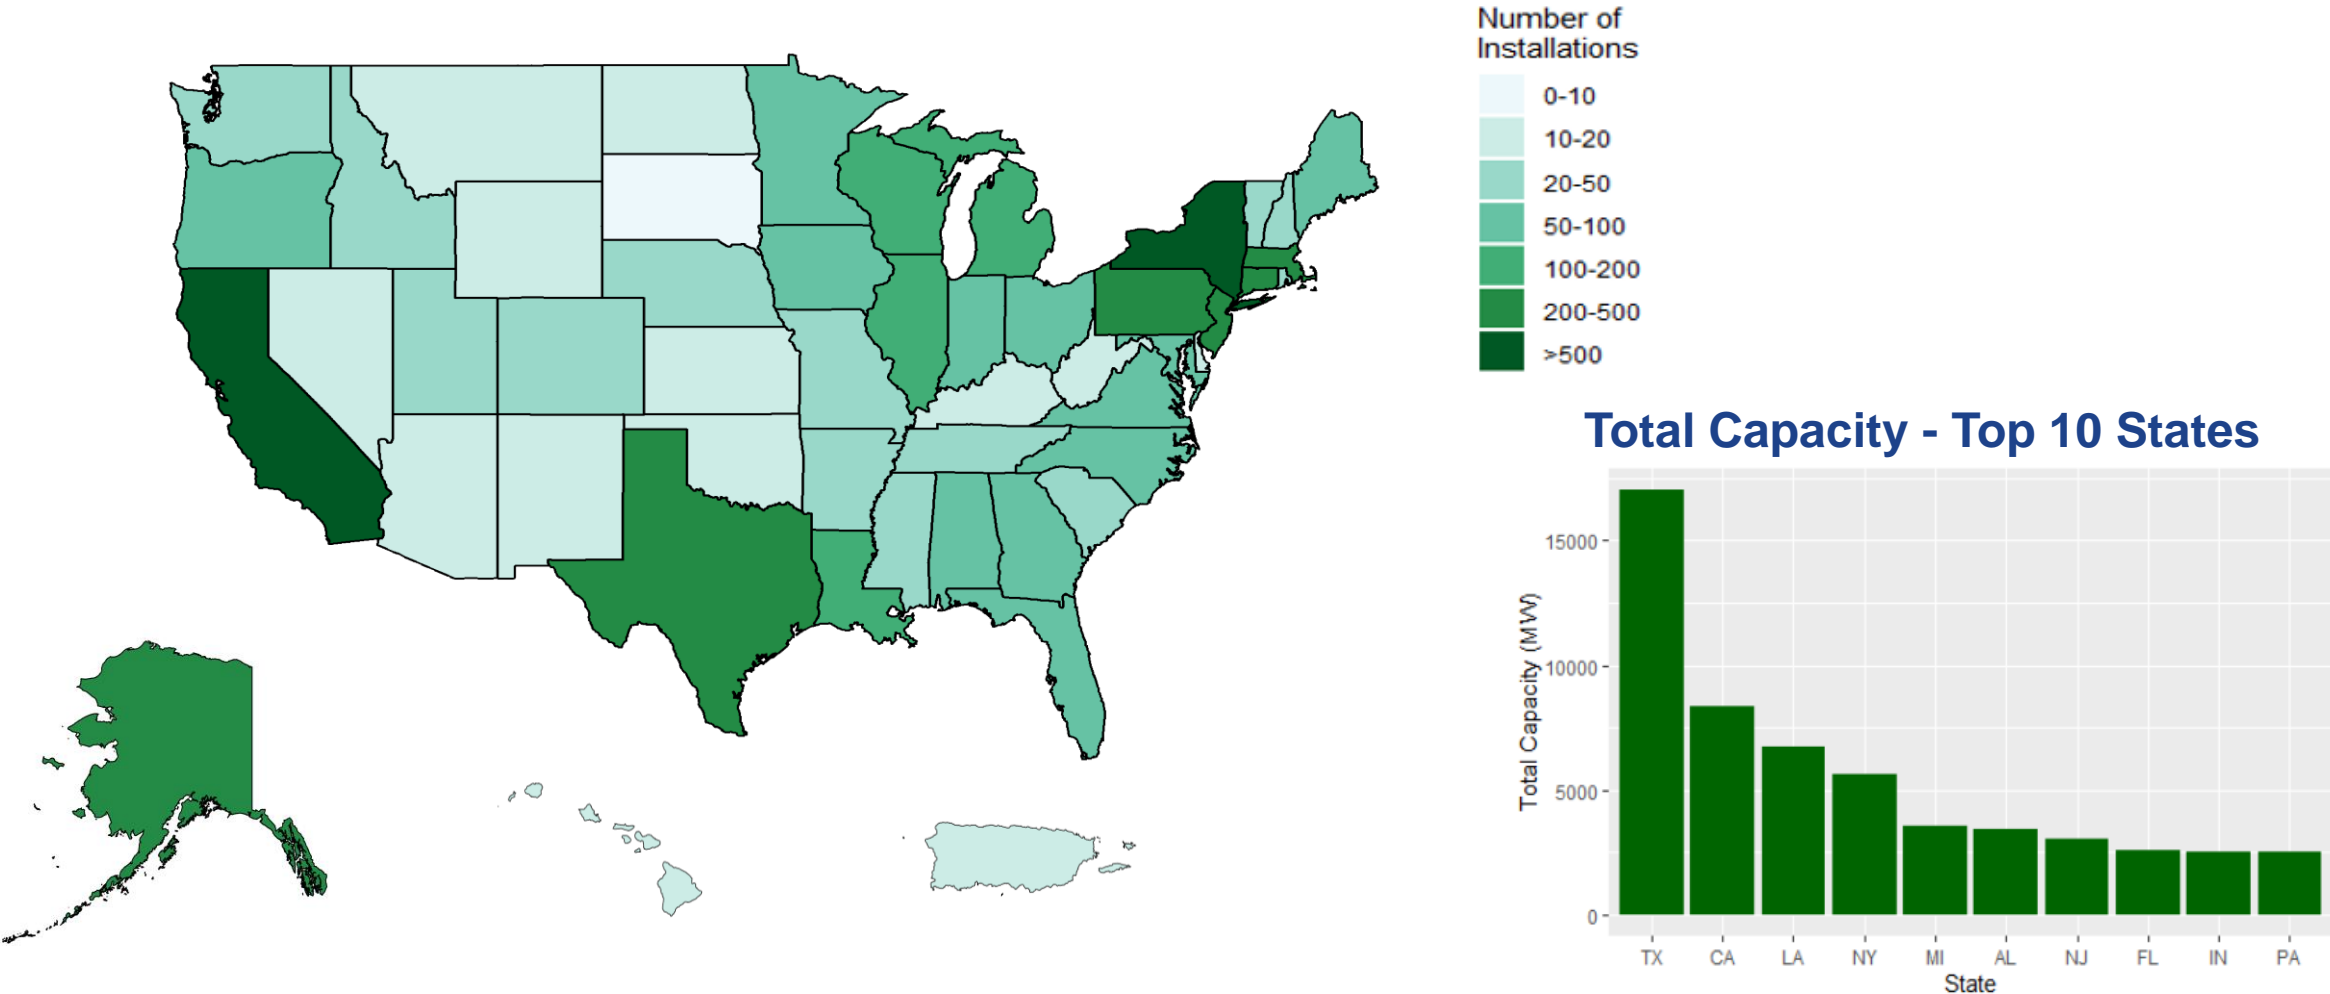 Number of
Installations
0-10
10-20
20-50
50-100
100-200
200-500
>500
Total Capacity - Top 10 States
Total Capacity (MW)
15000
10000
5000
0
TX CA LA NY MI AL NJ FL IN PA
State